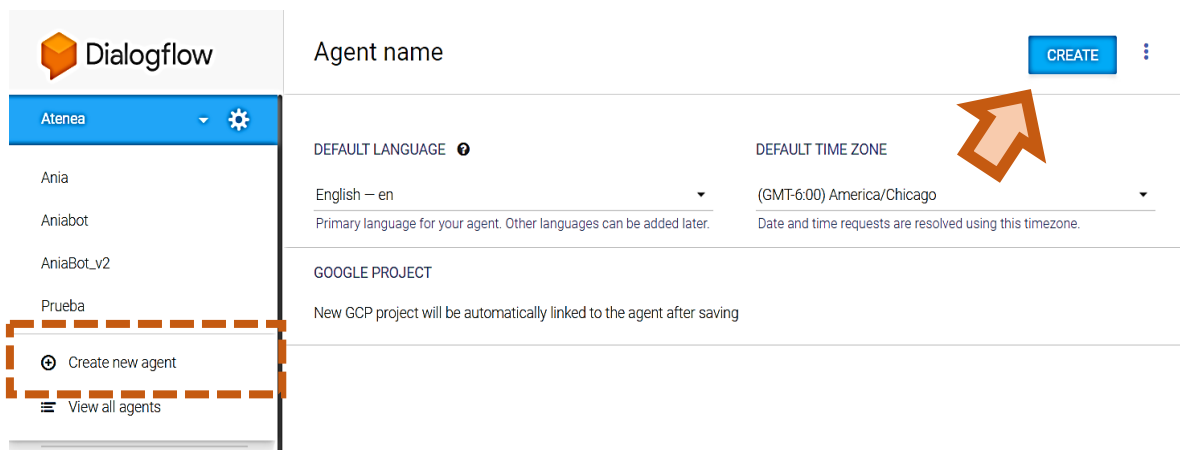 Dialogflow
Agent name
CREATE
Atenea
Ania
Aniabot
AniaBot_v2
Prueba
Create new agent
View all agents
DEFAULT LANGUAGE
DEFAULT TIME ZONE
English — en
(GMT-6:00) America/Chicago
Primary language for your agent. Other languages can be added later.
Date and time requests are resolved using this timezone.
GOOGLE PROJECT
New GCP project will be automatically linked to the agent after saving